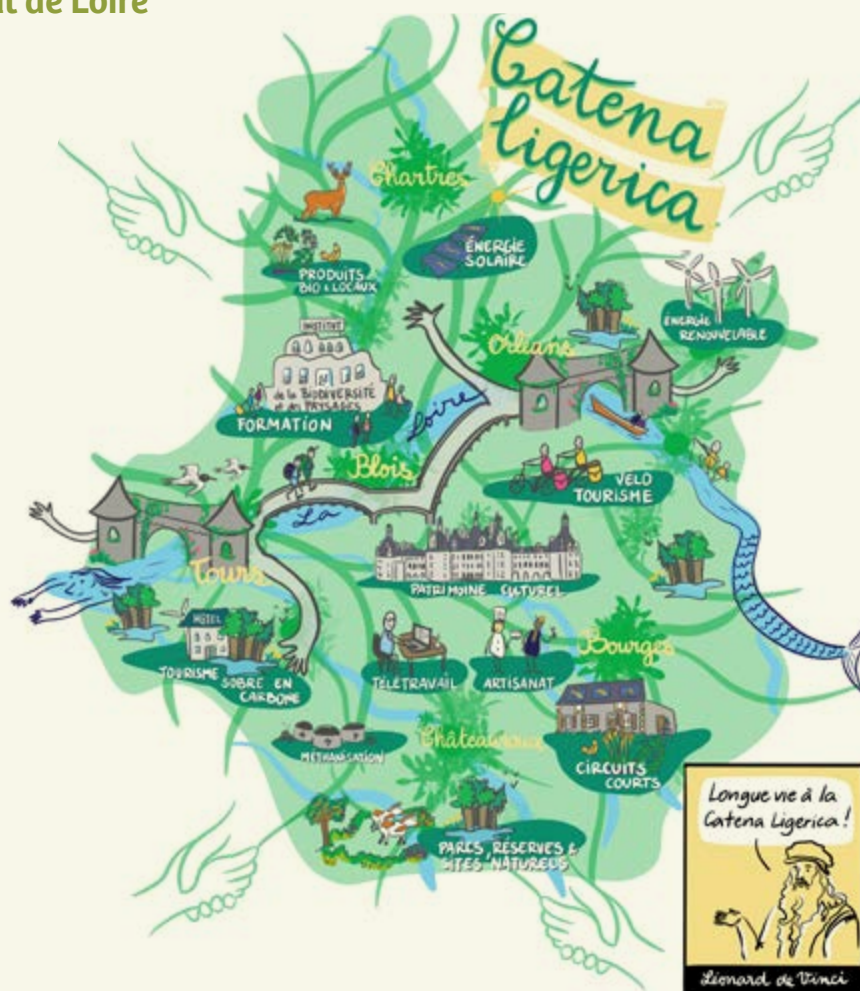 t de Loire
Catena
Ligerica
Chartres
ÉNERGIE
SOLAIRE
PRODUITS
BIO & LOCAUX
ÉNERGIE
RENOUVELABLE
Orléans
INSTITUT
de la BIODIVERSITÉ
et des PAYSAGES
FORMATION
Loire
Blois
VÉLO
TOURISME
La
Tours
PATRIMOINE CULTUREL
HÔTEL
Bourges
TOURISME SOBRE EN
CARBONE
TÉLÉTRAVAIL
ARTISANAT
Châteauroux
MÉTHANISATION
CIRCUITS
COURTS
PARCS, RÉSERVES &
SITES NATURELS
Longue vie à la
Catena Ligerica !
Léonard de Vinci